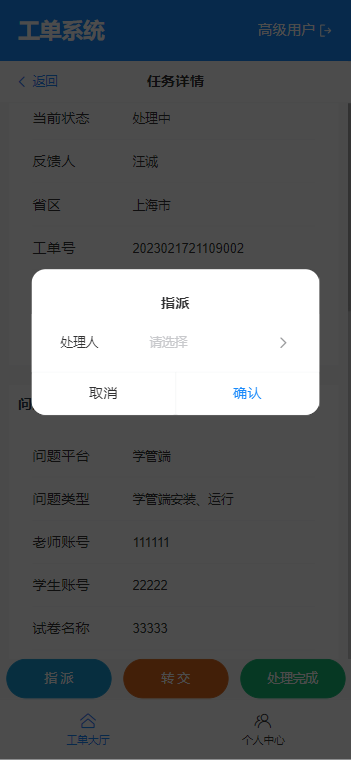 工单系统
高级用户
返回
任务详情
当前状态 处理中
反馈人 汪诚
省区 上海市
工单号 2023021721109002
指派
处理人 请选择
取消 确认
问
问题平台 学管端
问题类型 学管端安装、运行
老师账号 111111
学生账号 22222
试卷名称 33333
指派 转交 处理完成
工单大厅 个人中心